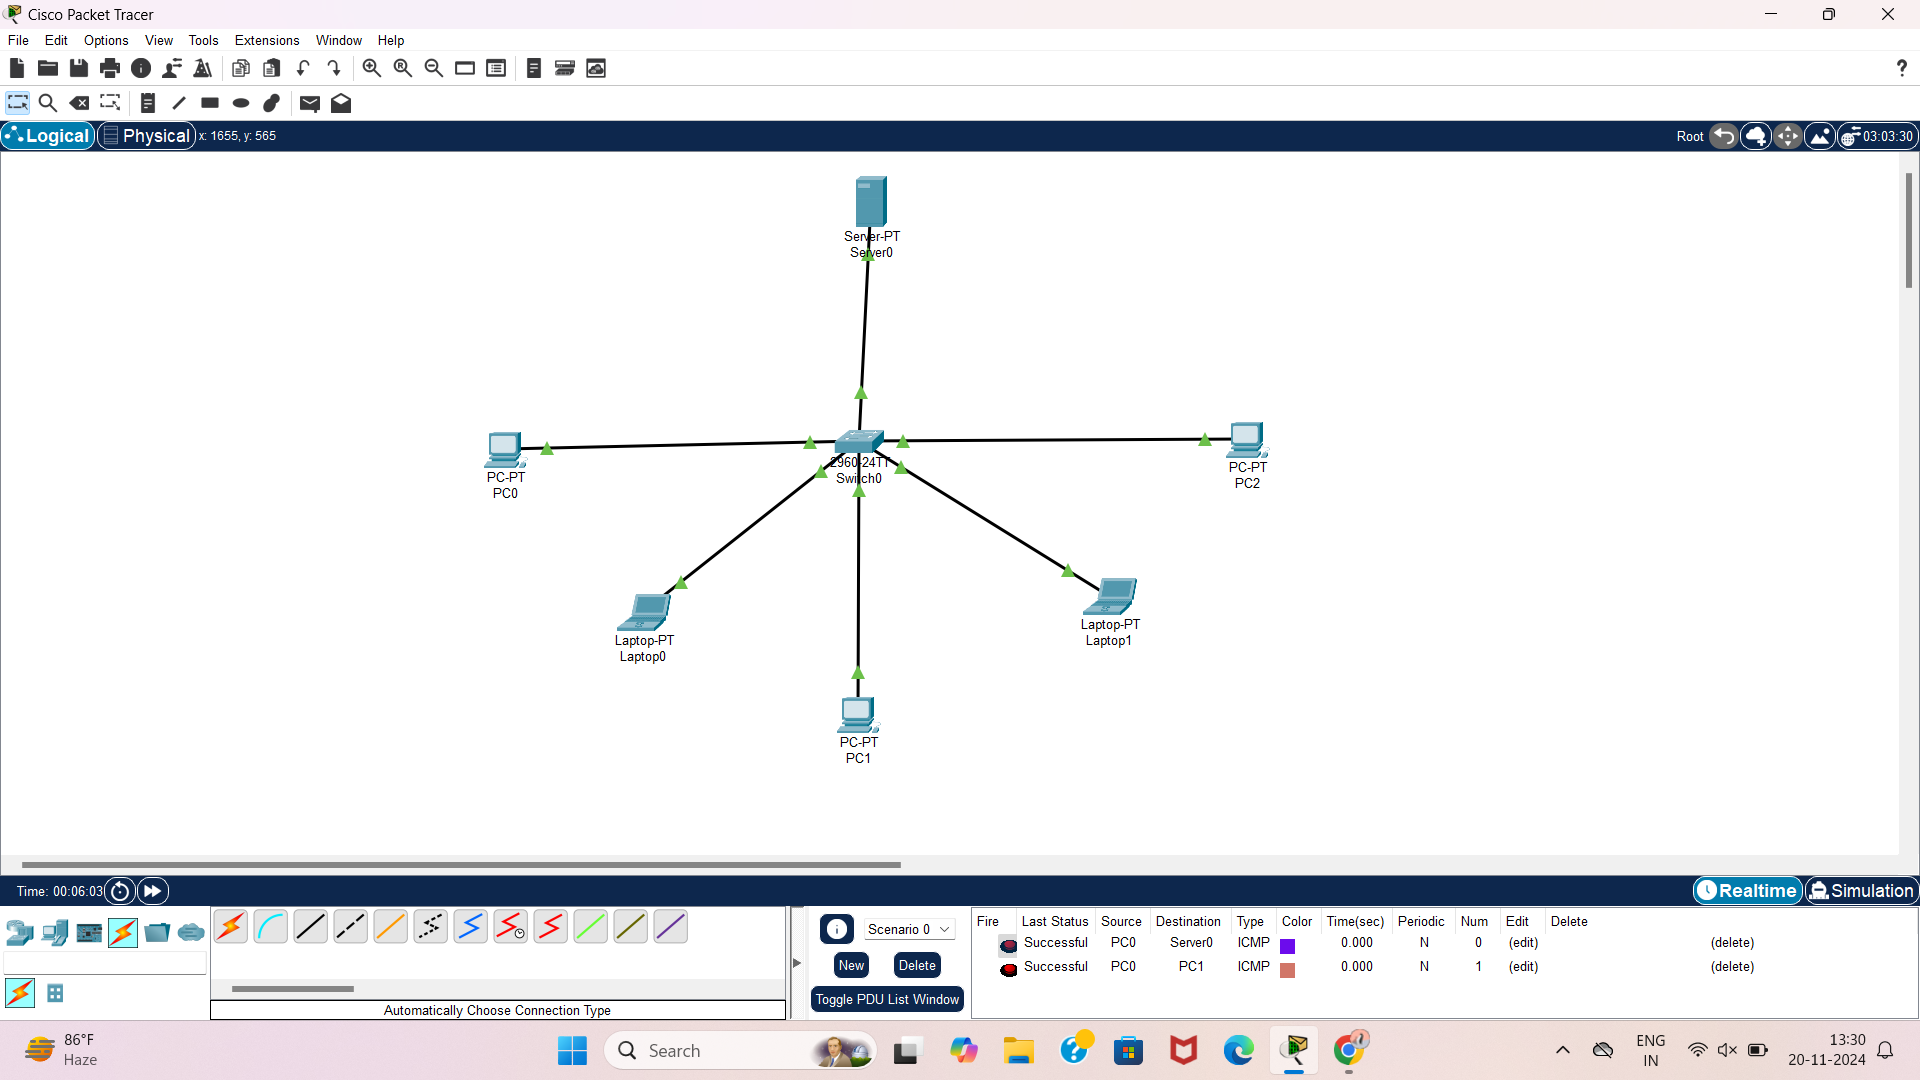 Cisco Packet Tracer
File Edit Options View Tools Extensions Window Help
?
Logical Physical x: 1655, y: 565 Root 03:03:30
Server-PT
Server0
2960-24TT
Switch0
PC-PT
PC0
PC-PT
PC2
Laptop-PT
Laptop0
Laptop-PT
Laptop1
PC-PT
PC1
Time: 00:06:03 Realtime Simulation
Scenario 0
New Delete
Toggle PDU List Window
Automatically Choose Connection Type
Fire Last Status Source Destination Type Color Time(sec) Periodic Num Edit Delete
Successful PC0 Server0 ICMP 0.000 N 0 (edit) (delete)
Successful PC0 PC1 ICMP 0.000 N 1 (edit) (delete)
86°F
Haze
Search
ENG
IN
13:30
20-11-2024